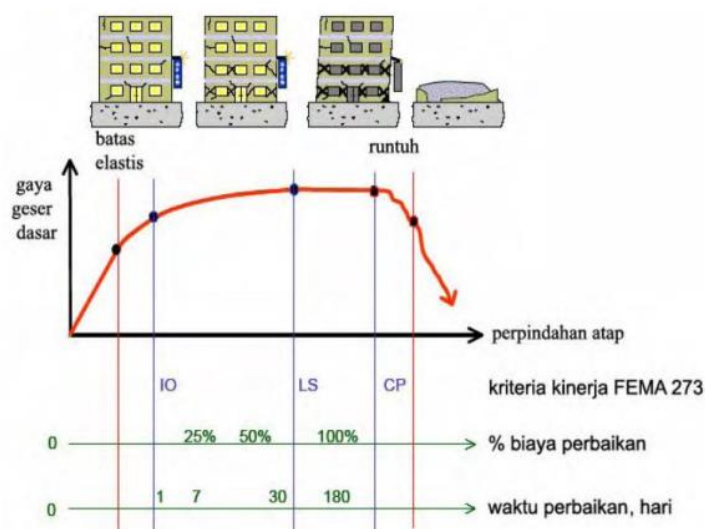 batas
elastis
runtuh
gaya
geser
dasar
perpindahan atap
IO LS CP kriteria kinerja FEMA 273
0 25% 50% 100% % biaya perbaikan
0 1 7 30 180 waktu perbaikan, hari